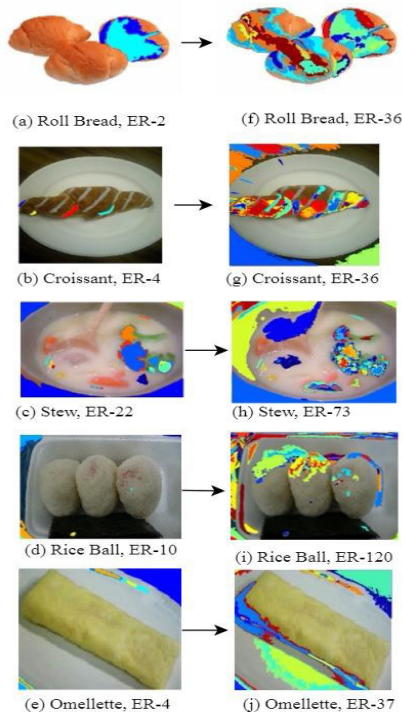 (a) Roll Bread, ER-2
(f) Roll Bread, ER-36
(b) Croissant, ER-4
(g) Croissant, ER-36
(c) Stew, ER-22
(h) Stew, ER-73
(d) Rice Ball, ER-10
(i) Rice Ball, ER-120
(e) Omellette, ER-4
(j) Omellette, ER-37